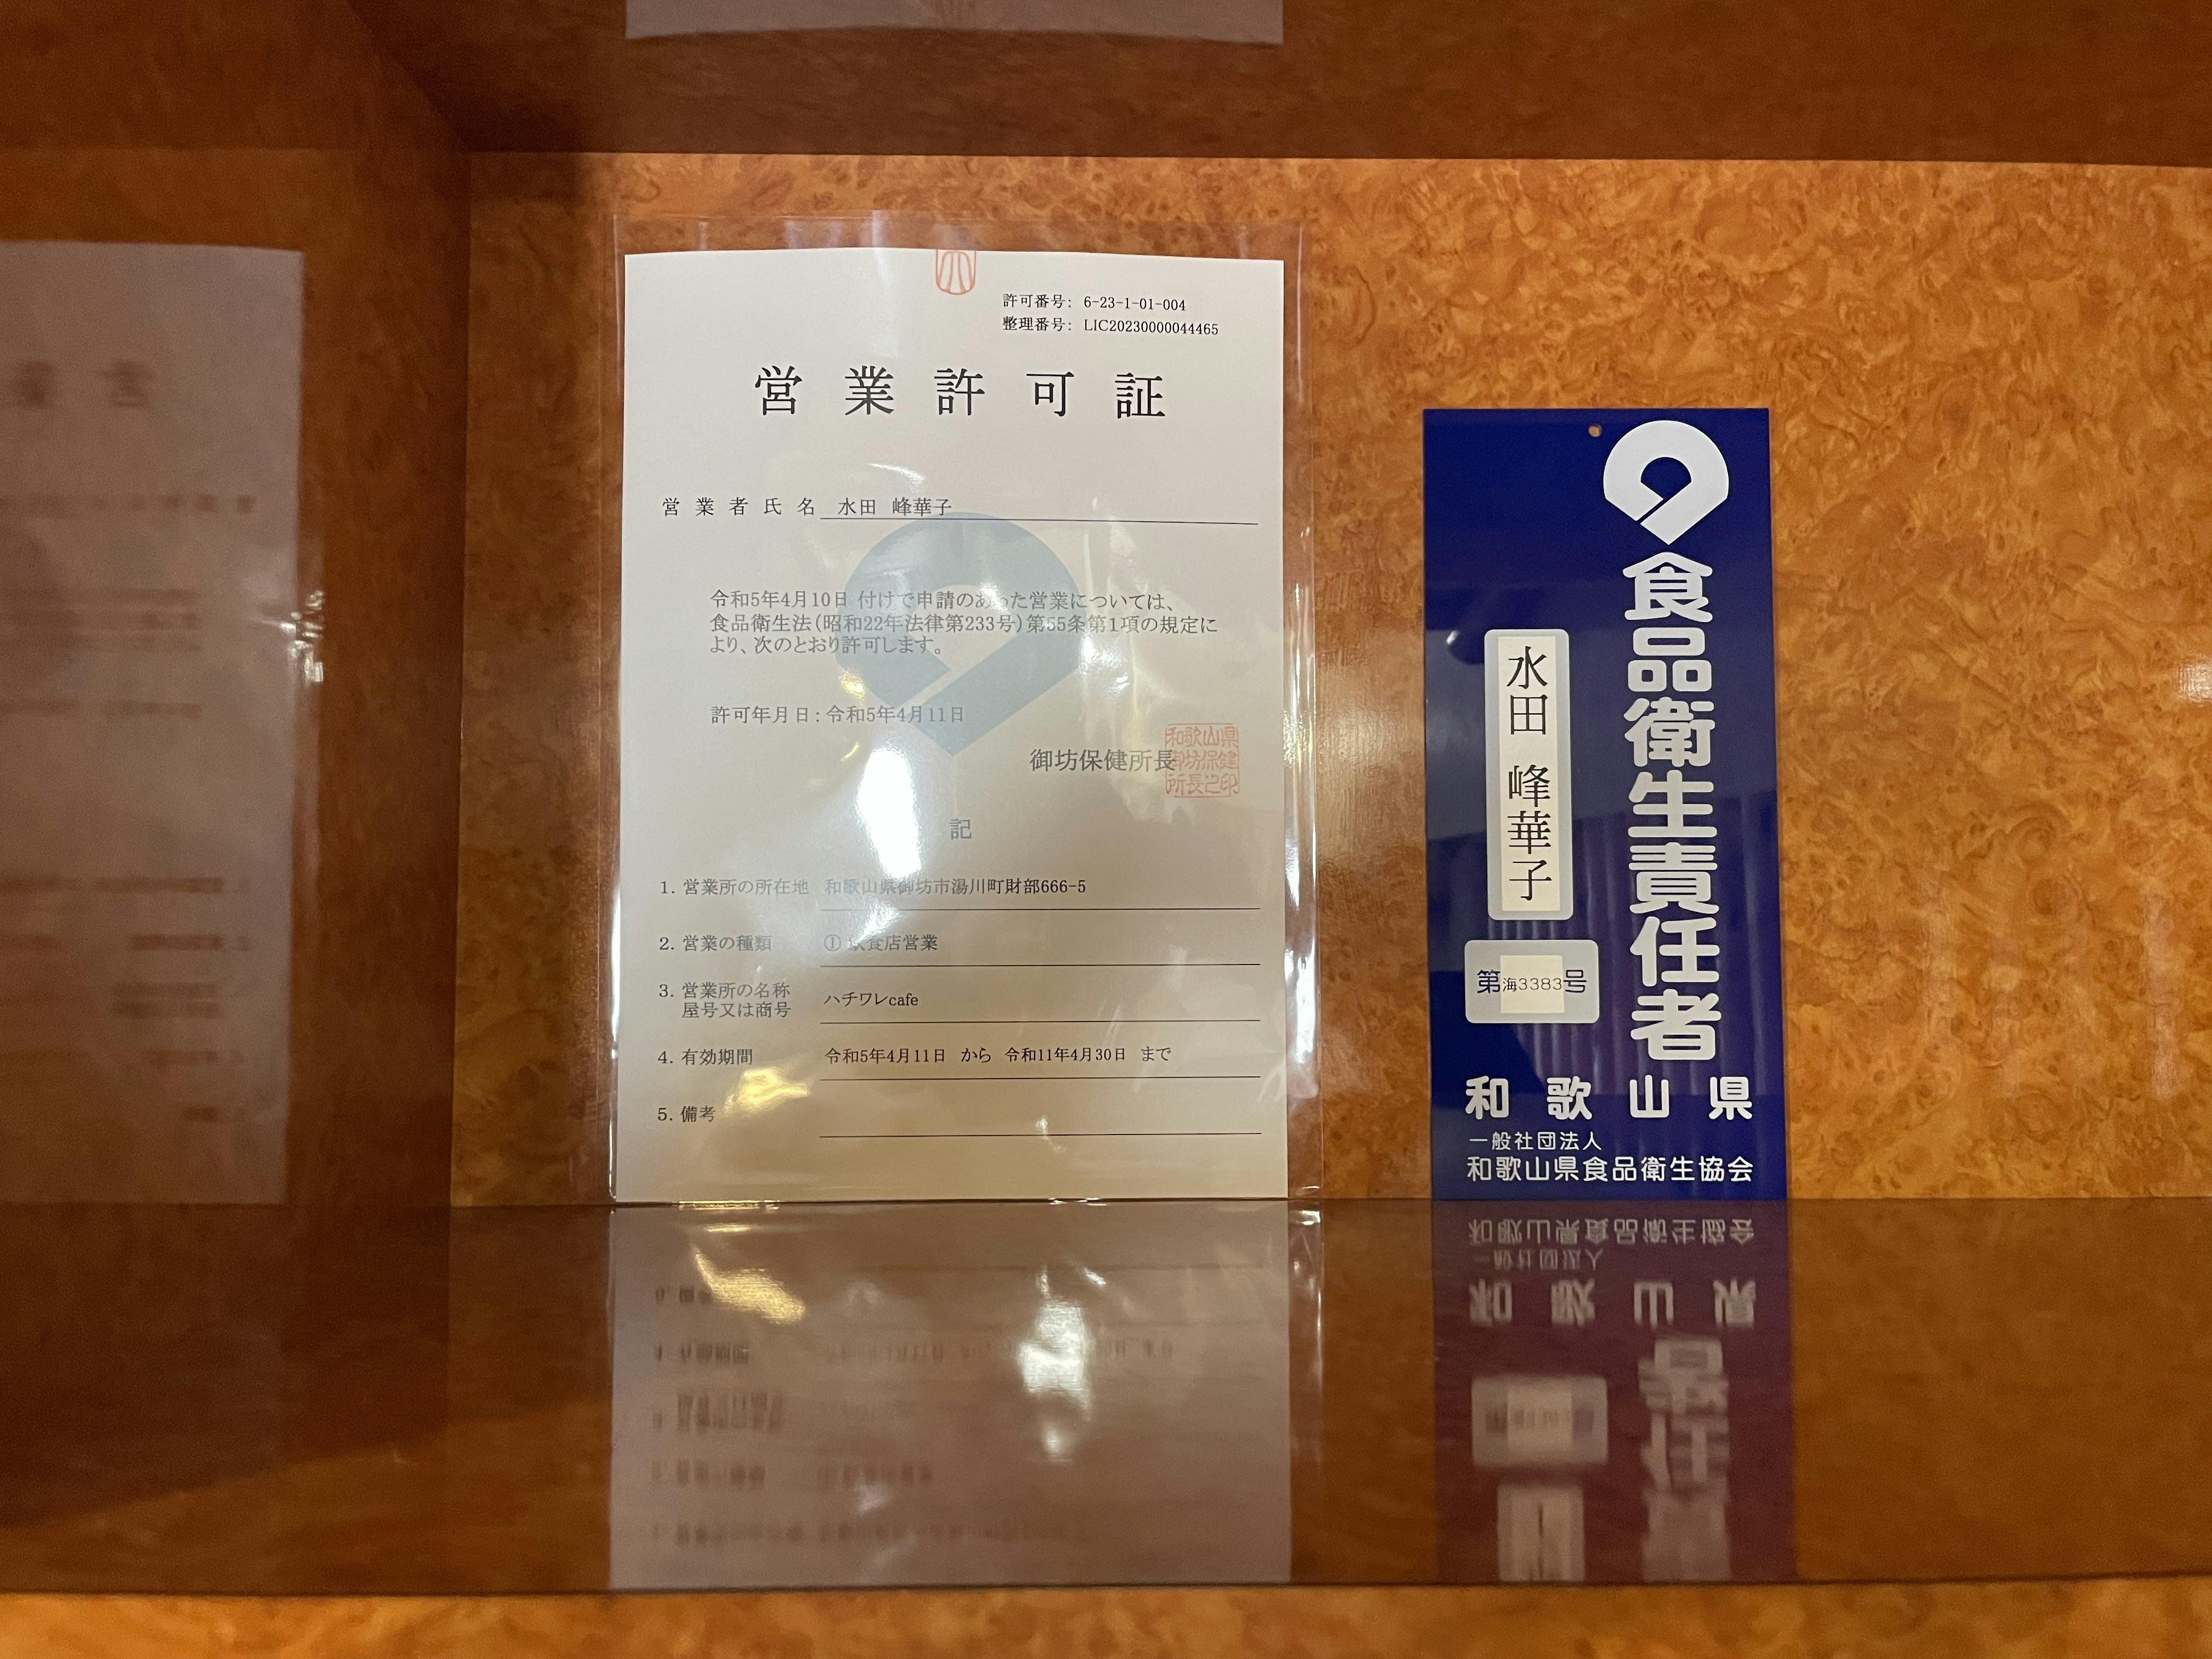 許可番号: 6-23-1-01-004
整理番号: LIC20230000044465
営業許可証
営業者氏名 水田 峰華子
令和5年4月10日 付けで申請のあった営業については、
食品衛生法(昭和22年法律第233号)第55条第1項の規定に
より、次のとおり許可します。
許可年月日:令和5年4月11日
御坊保健所長
和歌山県
御坊保健
所長之印
記
1. 営業所の所在地 和歌山県御坊市湯川町財部666-5
2. 営業の種類 ① 飲食店営業
3. 営業所の名称
屋号又は商号 ハチワレcafe
4. 有効期間 令和5年4月11日 から 令和11年4月30日 まで
5. 備考
食品衛生責任者
水田 峰華子
第海3383号
和歌山県
一般社団法人
和歌山県食品衛生協会